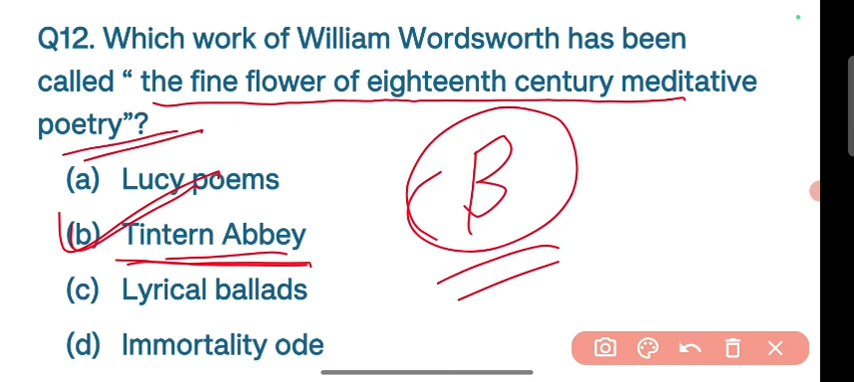 Q12. Which work of William Wordsworth has been
called “ the fine flower of eighteenth century meditative
poetry”?
(a) Lucy poems
(b) Tintern Abbey
B
(c) Lyrical ballads
(d) Immortality ode